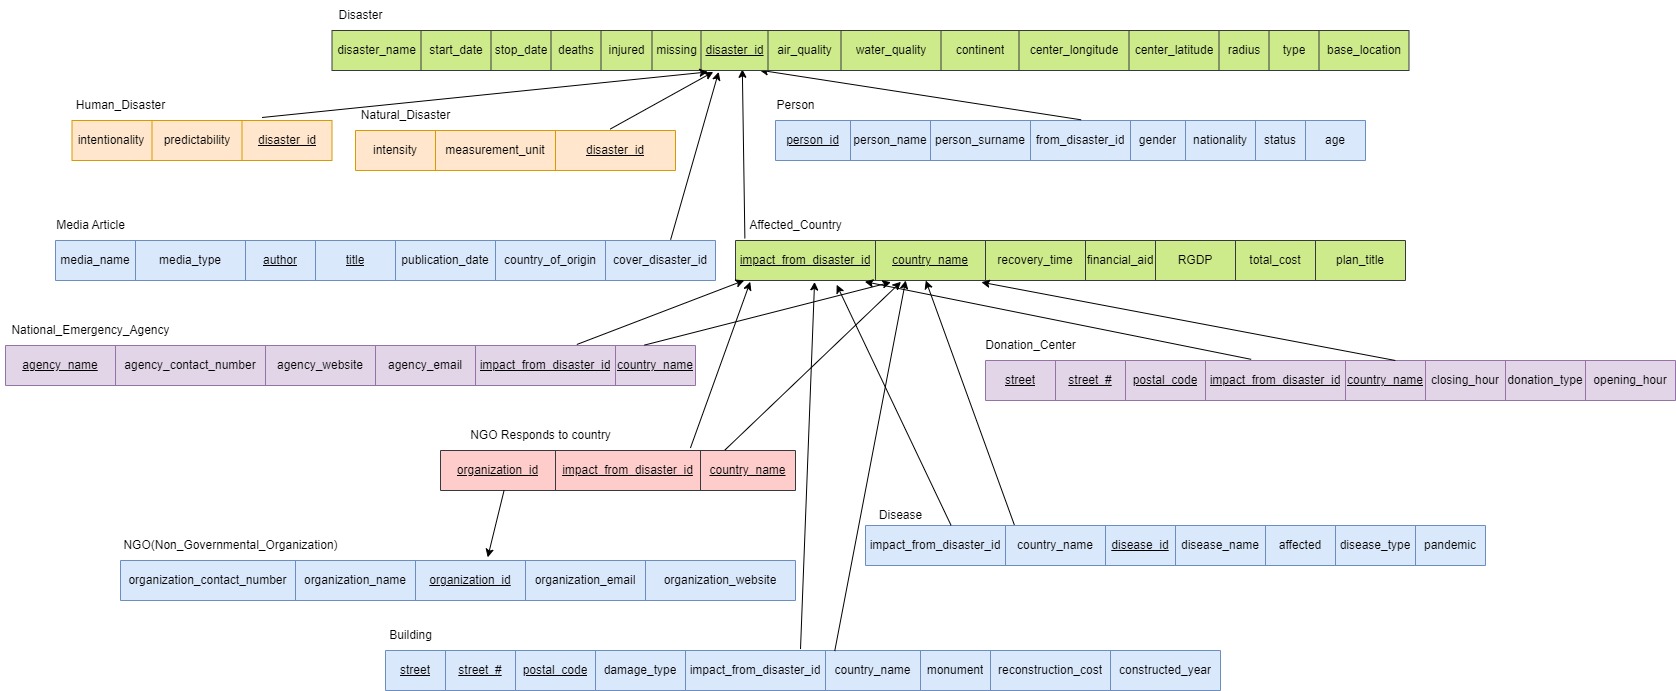 Disaster
disaster_name start_date stop_date deaths injured missing disaster_id air_quality water_quality continent center_longitude center_latitude radius type base_location
Human_Disaster
intentionality predictability disaster_id
Natural_Disaster
intensity measurement_unit disaster_id
Person
person_id person_name person_surname from_disaster_id gender nationality status age
Media Article
media_name media_type author title publication_date country_of_origin cover_disaster_id
Affected_Country
impact_from_disaster_id country_name recovery_time financial_aid RGDP total_cost plan_title
National_Emergency_Agency
agency_name agency_contact_number agency_website agency_email impact_from_disaster_id country_name
Donation_Center
street street_# postal_code impact_from_disaster_id country_name closing_hour donation_type opening_hour
NGO Responds to country
organization_id impact_from_disaster_id country_name
Disease
impact_from_disaster_id country_name disease_id disease_name affected disease_type pandemic
NGO(Non_Governmental_Organization)
organization_contact_number organization_name organization_id organization_email organization_website
Building
street street_# postal_code damage_type impact_from_disaster_id country_name monument reconstruction_cost constructed_year